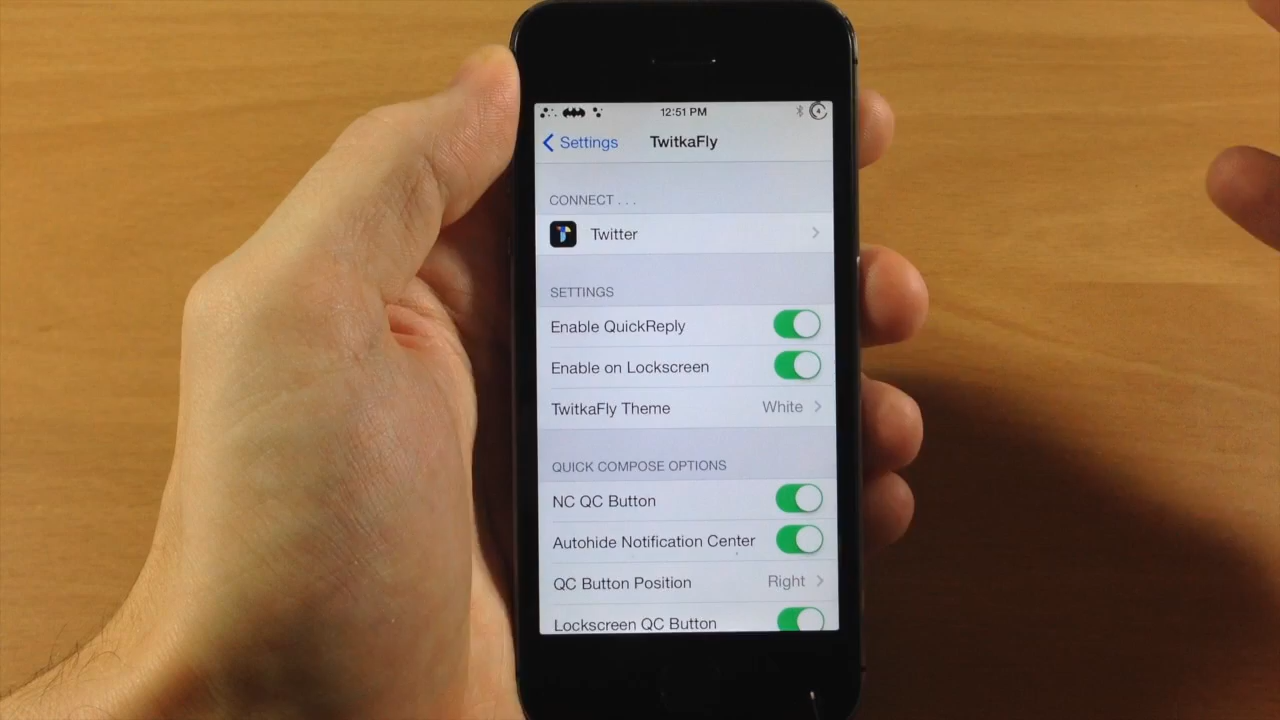 12:51 PM
4
Settings TwitkaFly
CONNECT . . .
Twitter
SETTINGS
Enable QuickReply
Enable on Lockscreen
TwitkaFly Theme White
QUICK COMPOSE OPTIONS
NC QC Button
Autohide Notification Center
QC Button Position Right
Lockscreen QC Button